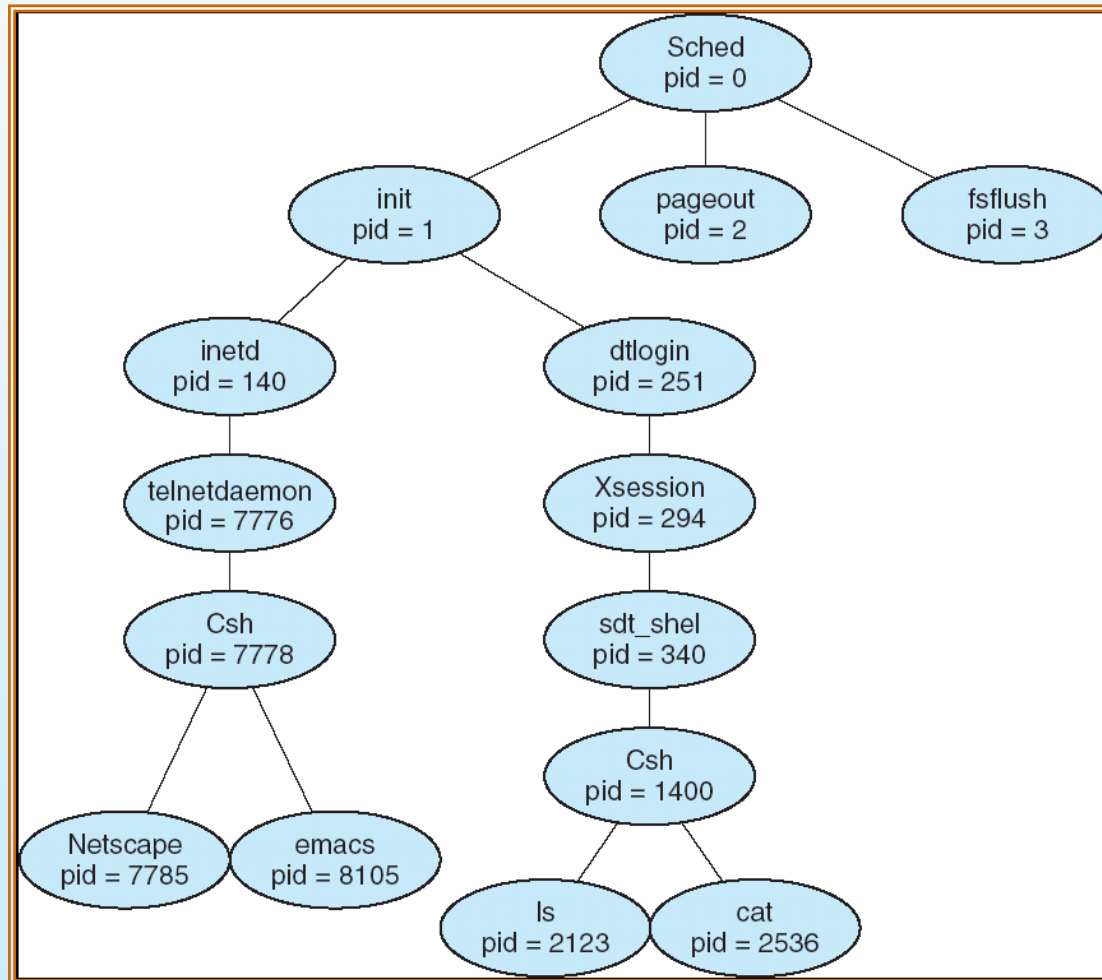 Sched
pid = 0
init
pid = 1
pageout
pid = 2
fsflush
pid = 3
inetd
pid = 140
dtlogin
pid = 251
telnetdaemon
pid = 7776
Xsession
pid = 294
Csh
pid = 7778
sdt_shel
pid = 340
Csh
pid = 1400
Netscape
pid = 7785
emacs
pid = 8105
ls
pid = 2123
cat
pid = 2536